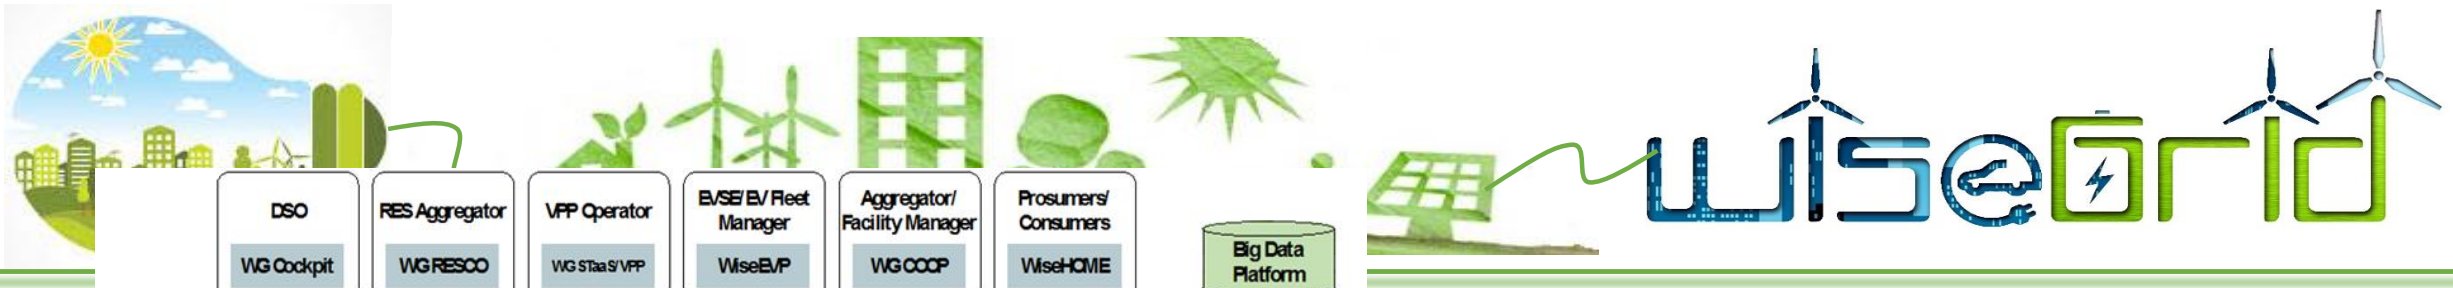 wiseGrid
DSO
RES Aggregator
VPP Operator
EVSE/ EV Fleet
Manager
Aggregator/
Facility Manager
Prosumers/
Consumers
WG Cockpit
WG RESCO
WG STaaS/VPP
WiseEVP
WG COOP
WiseHOME
Big Data
Platform